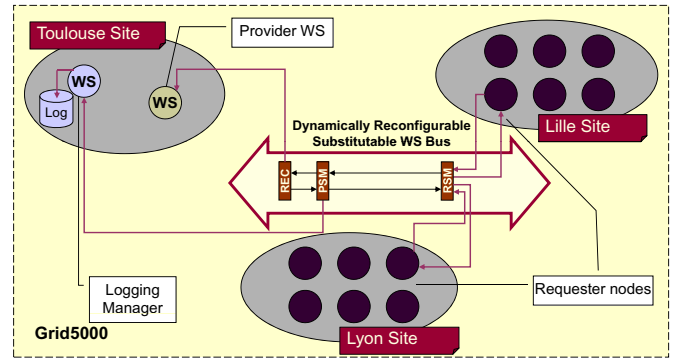 Toulouse Site
Provider WS
WS
WS
Log
Lille Site
Dynamically Reconfigurable
Substitutable WS Bus
REC
PSM
RSM
Logging
Manager
Requester nodes
Grid5000
Lyon Site